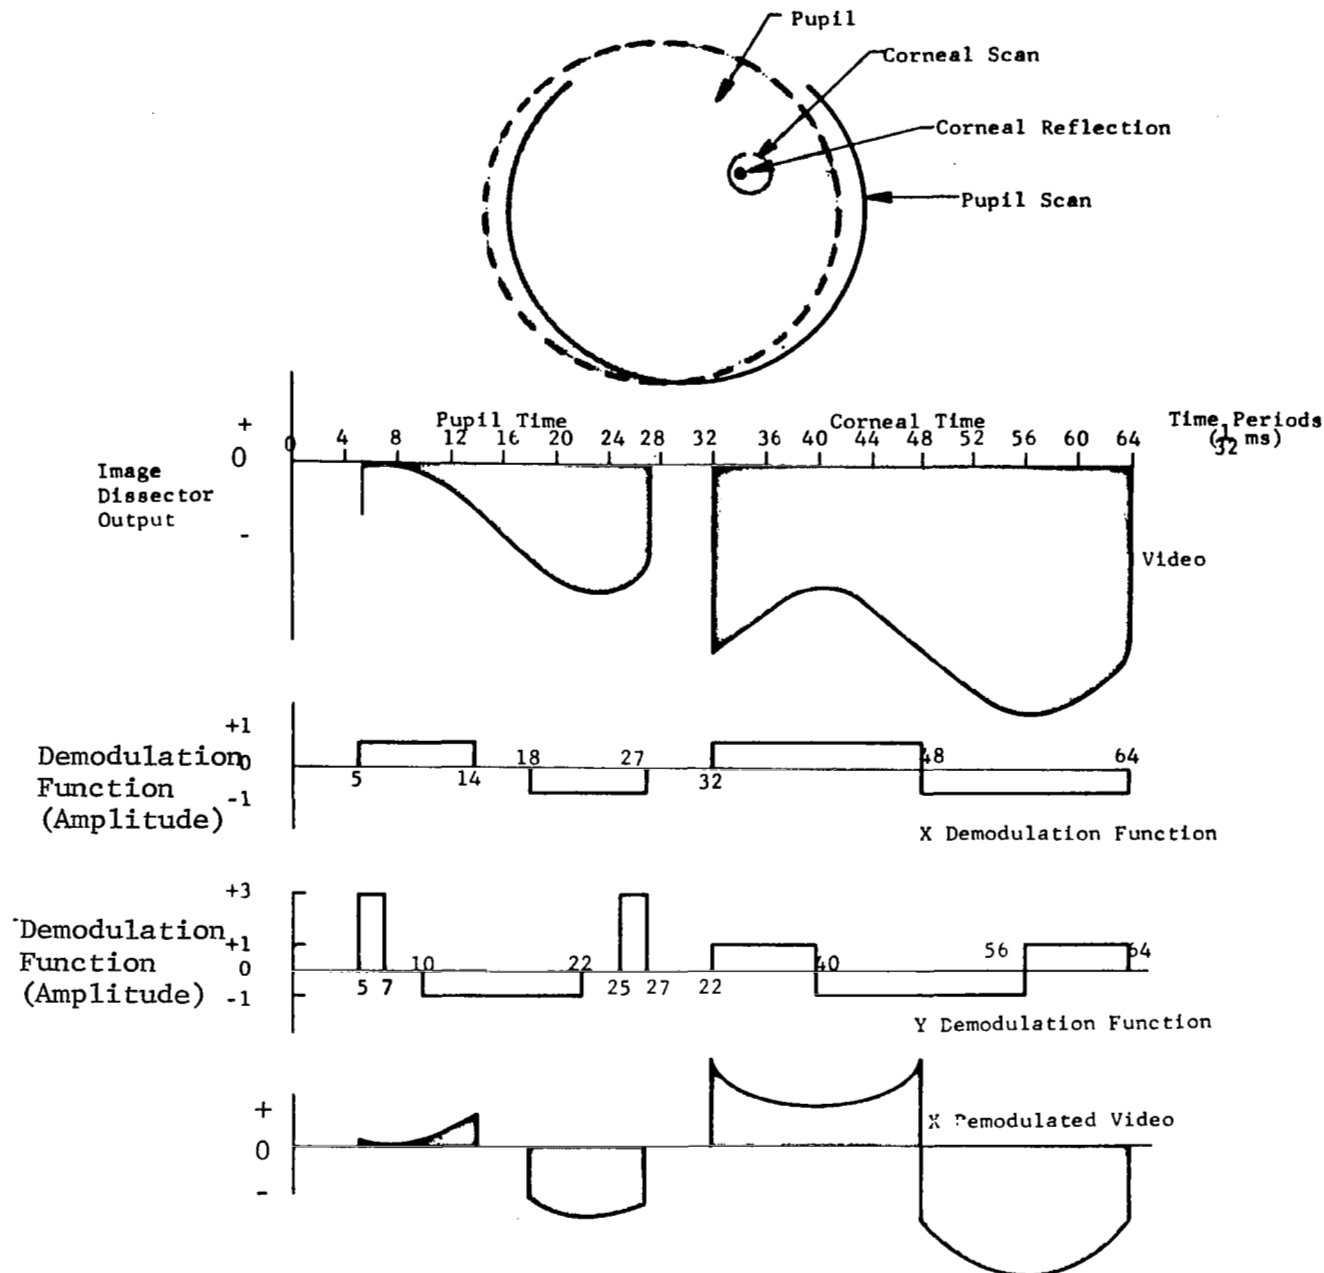 Pupil
Corneal Scan
Corneal Reflection
Pupil Scan
+
Pupil Time
Corneal Time
Time Periods
(1/32 ms)
0 4 8 12 16 20 24 28 32 36 40 44 48 52 56 60 64
0
Image
Dissector
Output
-
Video
+1
Demodulation
Function
(Amplitude)
0
-1
5 14 18 27 32 48 64
X Demodulation Function
+3
Demodulation
Function
(Amplitude)
+1
0
-1
5 7 10 22 25 27 22 40 56 64
Y Demodulation Function
+
0
-
X Demodulated Video